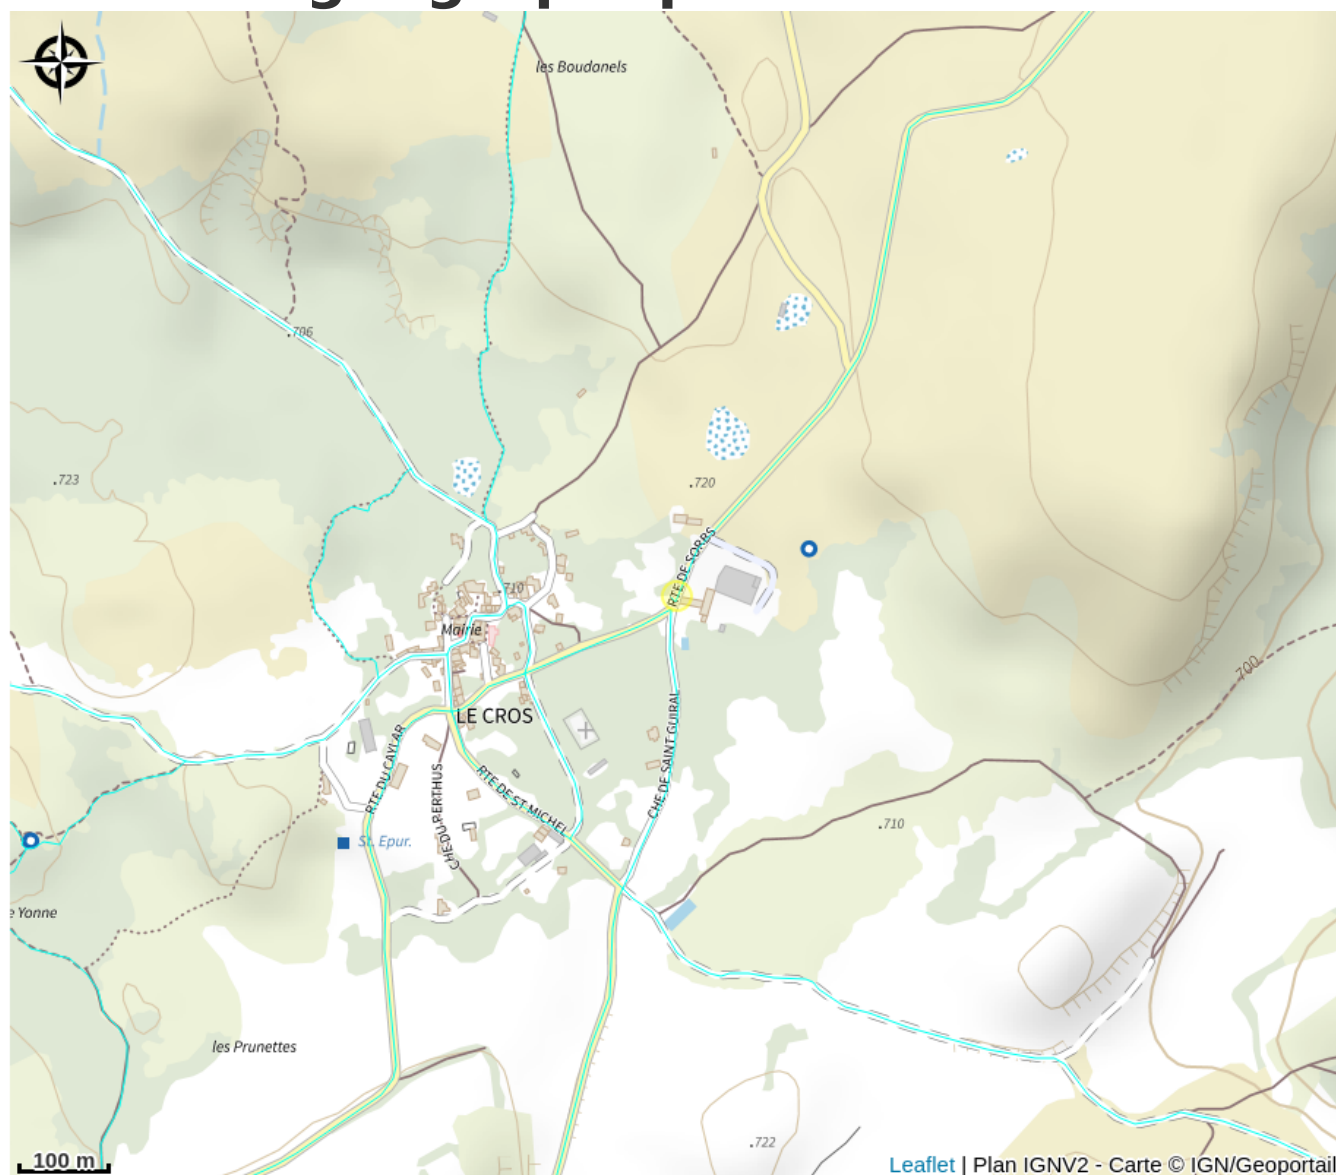 les Boudanels
.706
.723
.720
RTE DE SORBS
.710
Mairie
700
LE CROS
RTE DU CAYLAR
CHE DU PERTHUS
RTE DE ST MICHEL
CHE DE SAINT GUIRAL
.710
St. Epur.
e Yonne
les Prunettes
.722
100 m
Leaflet | Plan IGNV2 - Carte © IGN/Geoportail